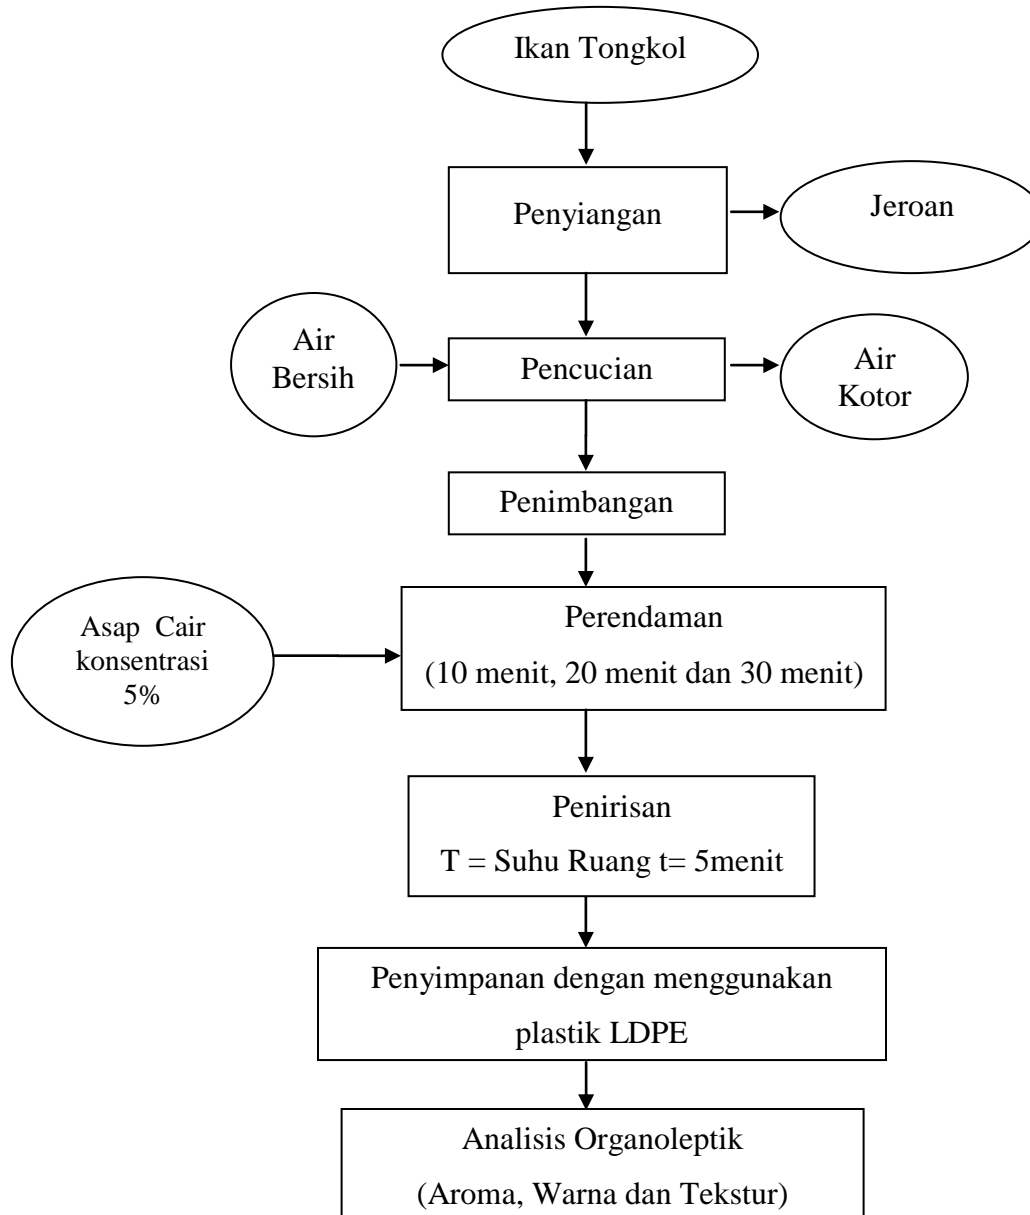 Ikan Tongkol
Penyiangan
Jeroan
Air
Bersih
Pencucian
Air
Kotor
Penimbangan
Asap Cair
konsentrasi
5%
Perendaman
(10 menit, 20 menit dan 30 menit)
Penirisan
T = Suhu Ruang t= 5menit
Penyimpanan dengan menggunakan
plastik LDPE
Analisis Organoleptik
(Aroma, Warna dan Tekstur)